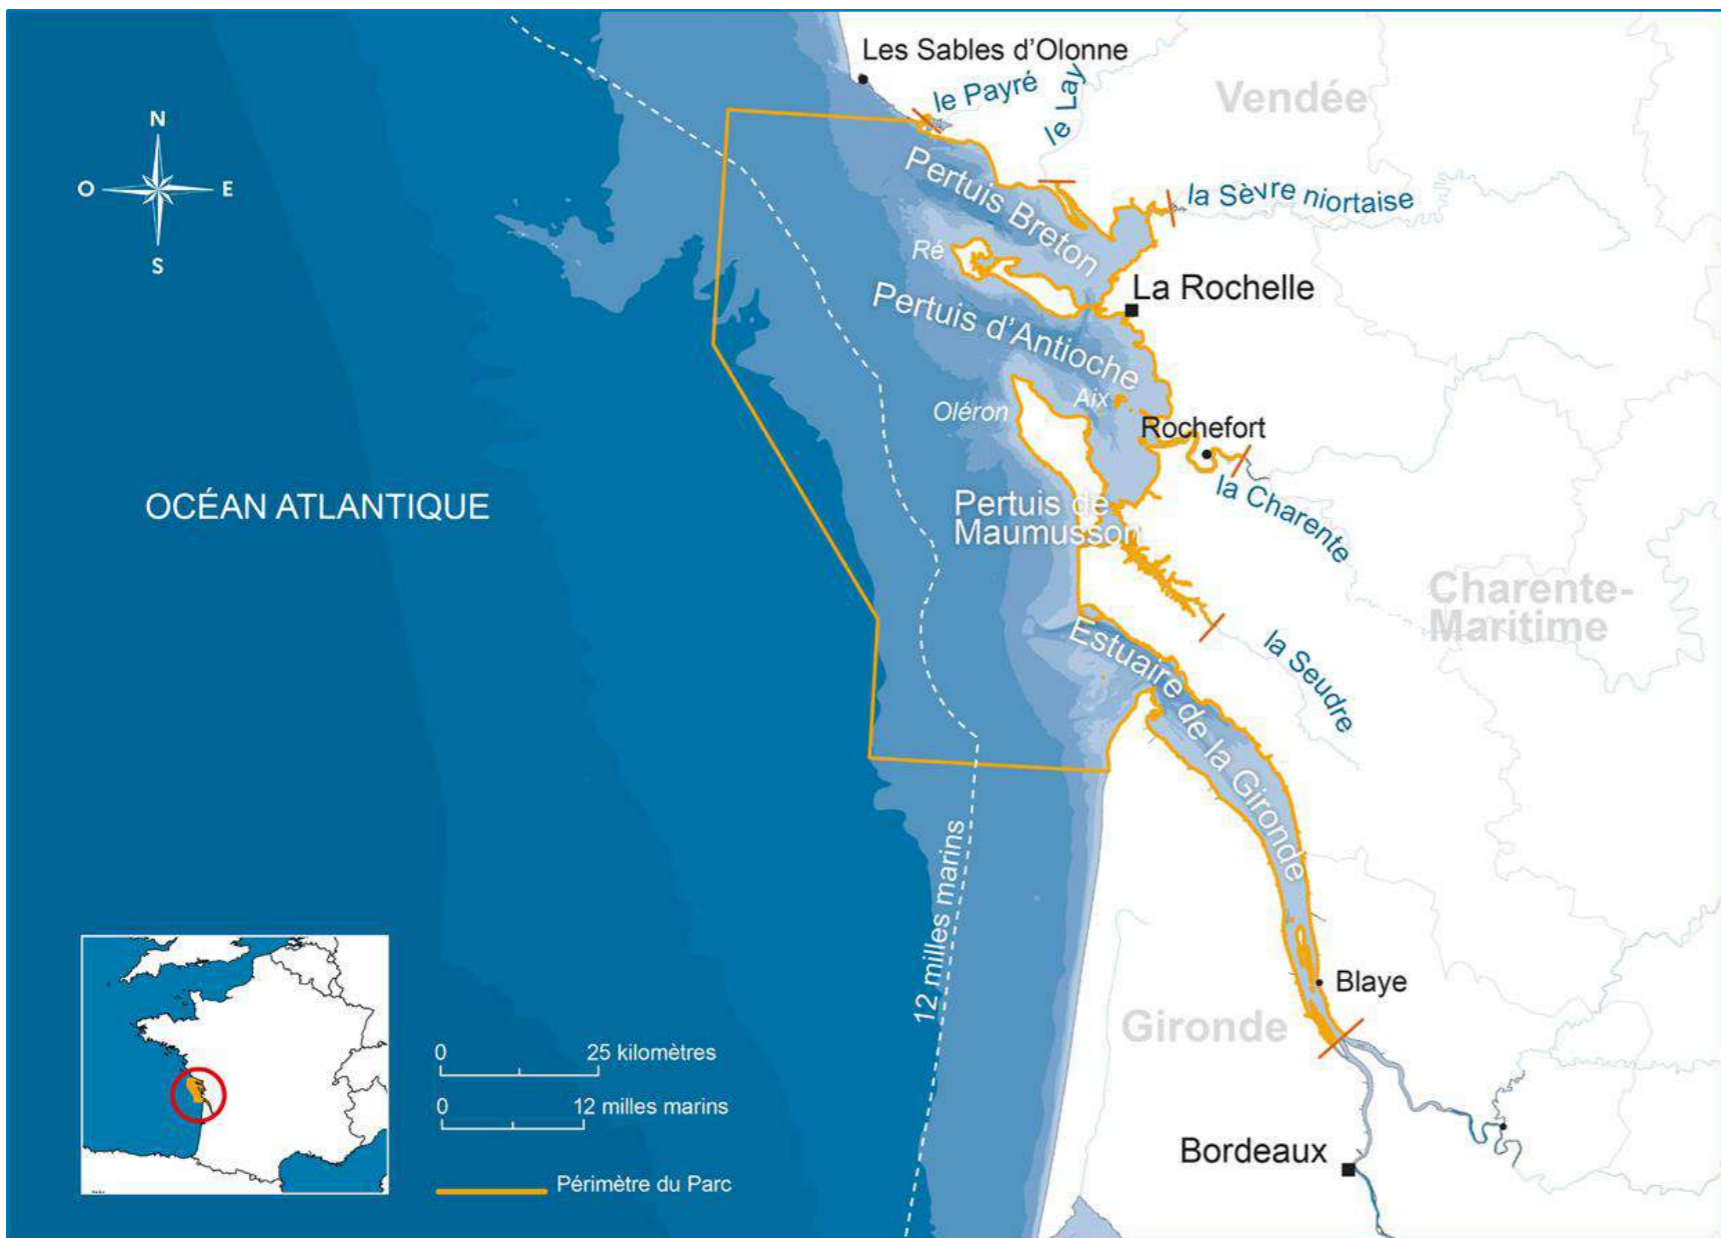 Les Sables d'Olonne
le Payré
le Lay
Vendée
N
O
E
S
Pertuis Breton
la Sèvre niortaise
Ré
La Rochelle
Pertuis d'Antioche
Aix
Oléron
Rochefort
la Charente
OCÉAN ATLANTIQUE
Pertuis de
Maumusson
Charente-
Maritime
Estuaire de la Gironde
la Seudre
12 milles marins
Blaye
Gironde
0 25 kilomètres
0 12 milles marins
Bordeaux
Périmètre du Parc